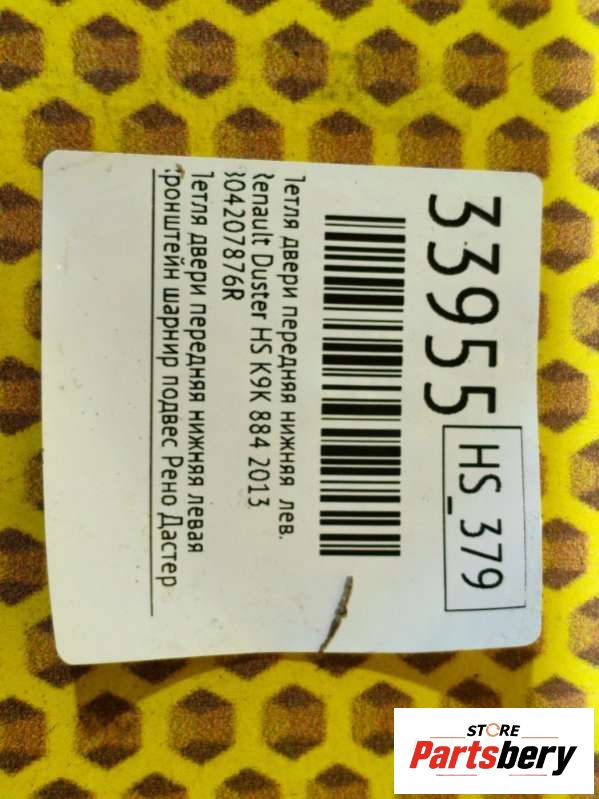 33955 HS_379
Петля двери передняя нижняя лев.
Renault Duster HS K9K 884 2013
804207876R
Петля двери передняя нижняя левая
кронштейн шарнир подвес Рено Дастер
STORE
Partsbery